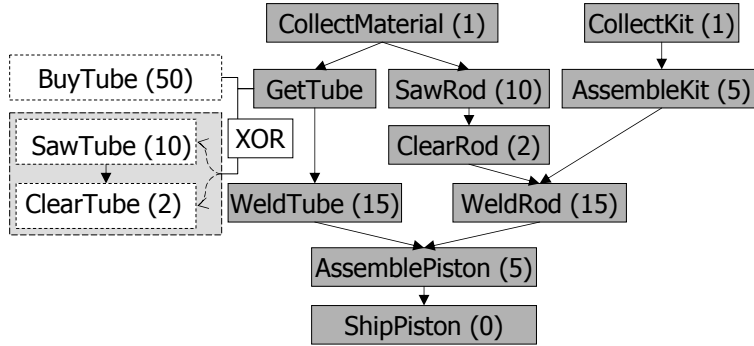 CollectMaterial (1)
CollectKit (1)
BuyTube (50)
GetTube
SawRod (10)
AssembleKit (5)
SawTube (10)
XOR
ClearRod (2)
ClearTube (2)
WeldTube (15)
WeldRod (15)
AssemblePiston (5)
ShipPiston (0)